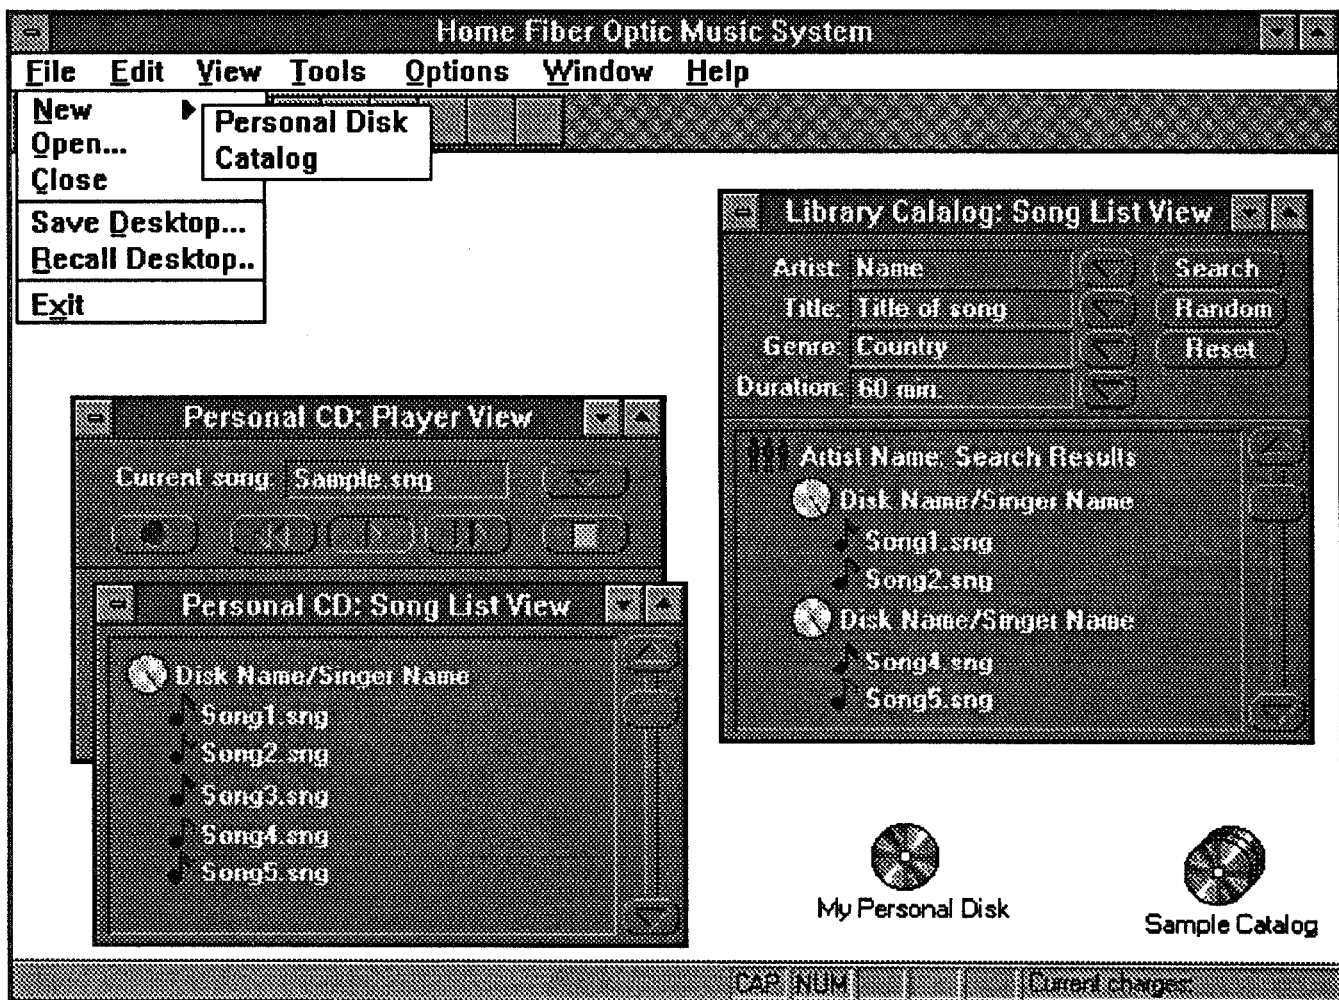 Home Fiber Optic Music System
File Edit View Tools Options Window Help
New
Open...
Close
Save Desktop...
Recall Desktop..
Exit
Personal Disk
Catalog
Library Calalog: Song List View
Artist: Name
Search
Title: Title of song
Random
Genre: Country
Reset
Duration: 60 min.
Artist Name: Search Results
Disk Name/Singer Name
Song1.sng
Song2.sng
Disk Name/Singer Name
Song4.sng
Song5.sng
Personal CD: Player View
Current song: Sample.sng
Personal CD: Song List View
Disk Name/Singer Name
Song1.sng
Song2.sng
Song3.sng
Song4.sng
Song5.sng
My Personal Disk
Sample Catalog
CAP NUM Current charges: